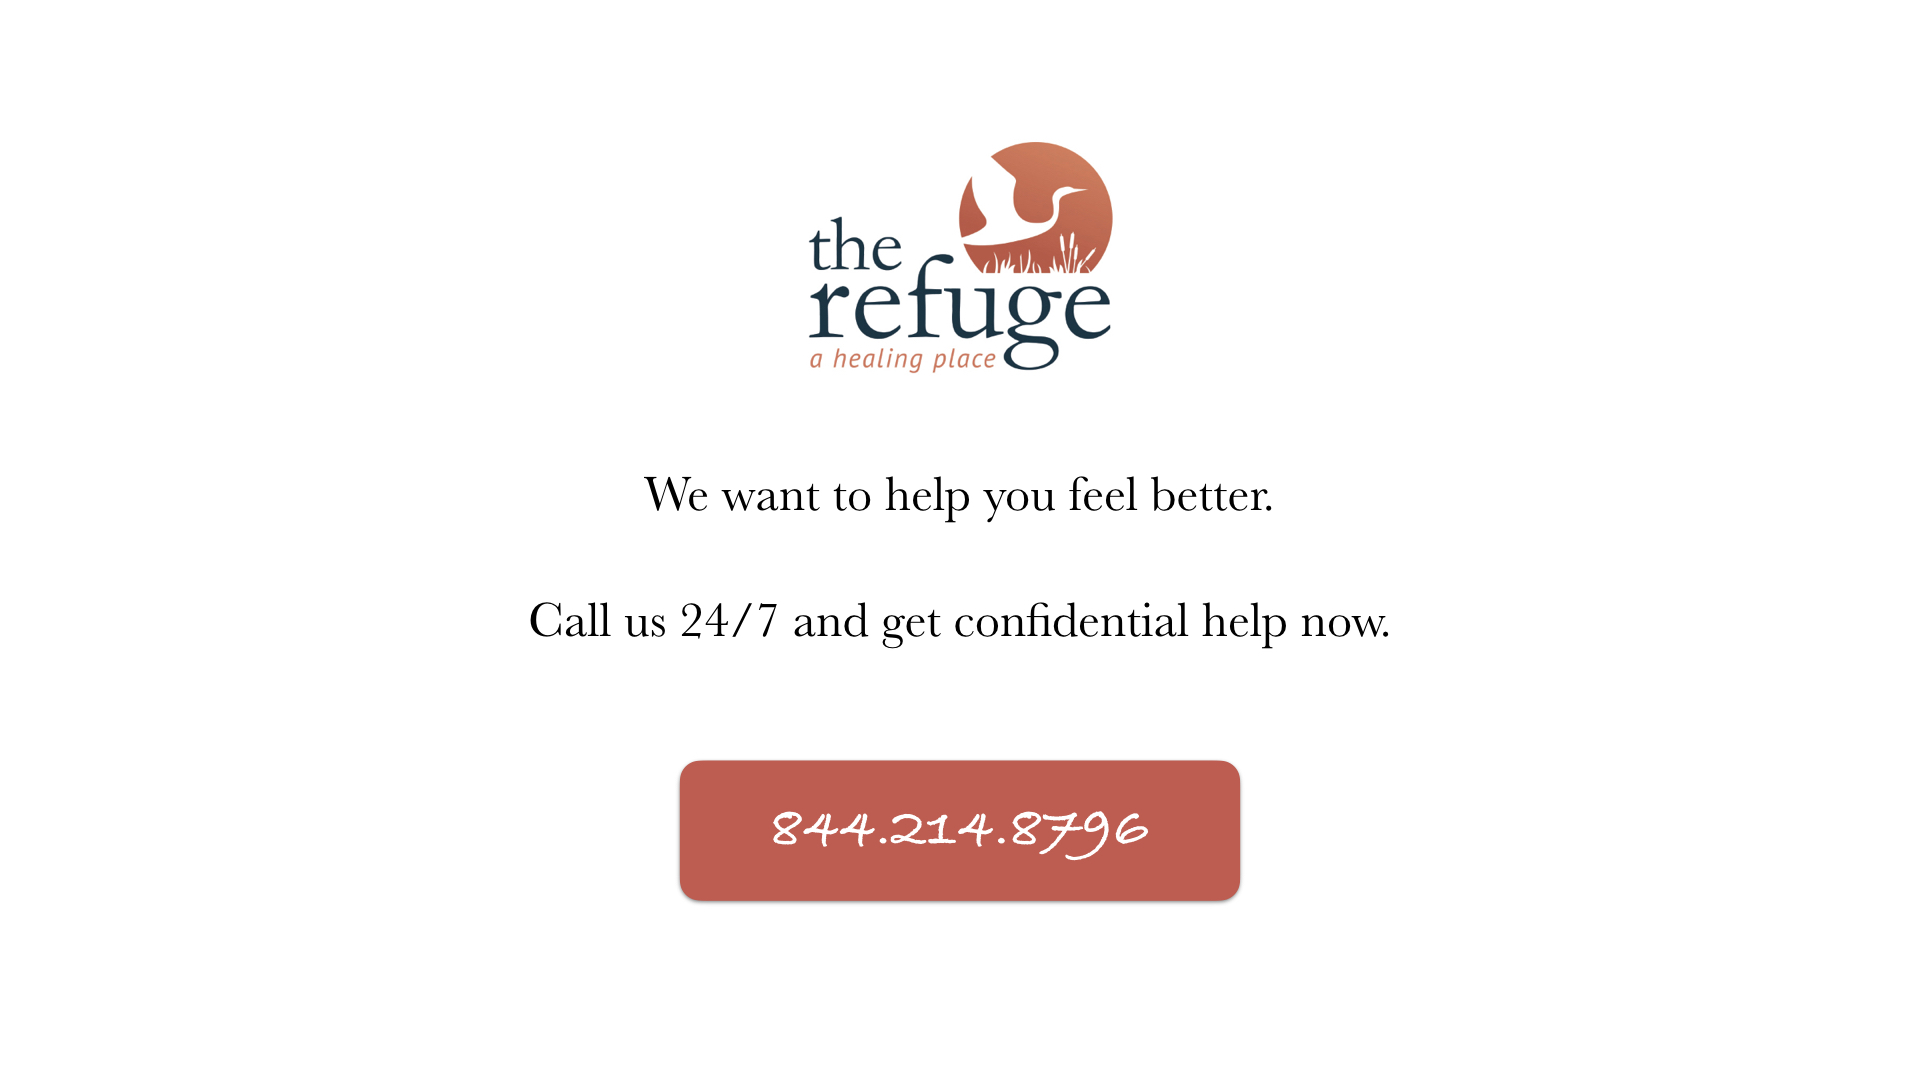 the
refuge
a healing place
We want to help you feel better.
Call us 24/7 and get confidential help now.
844.214.8796